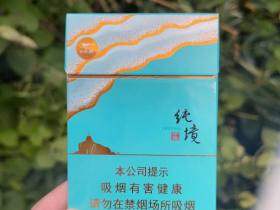 纯境
本公司提示
吸烟有害健康
请勿在禁烟场所吸烟